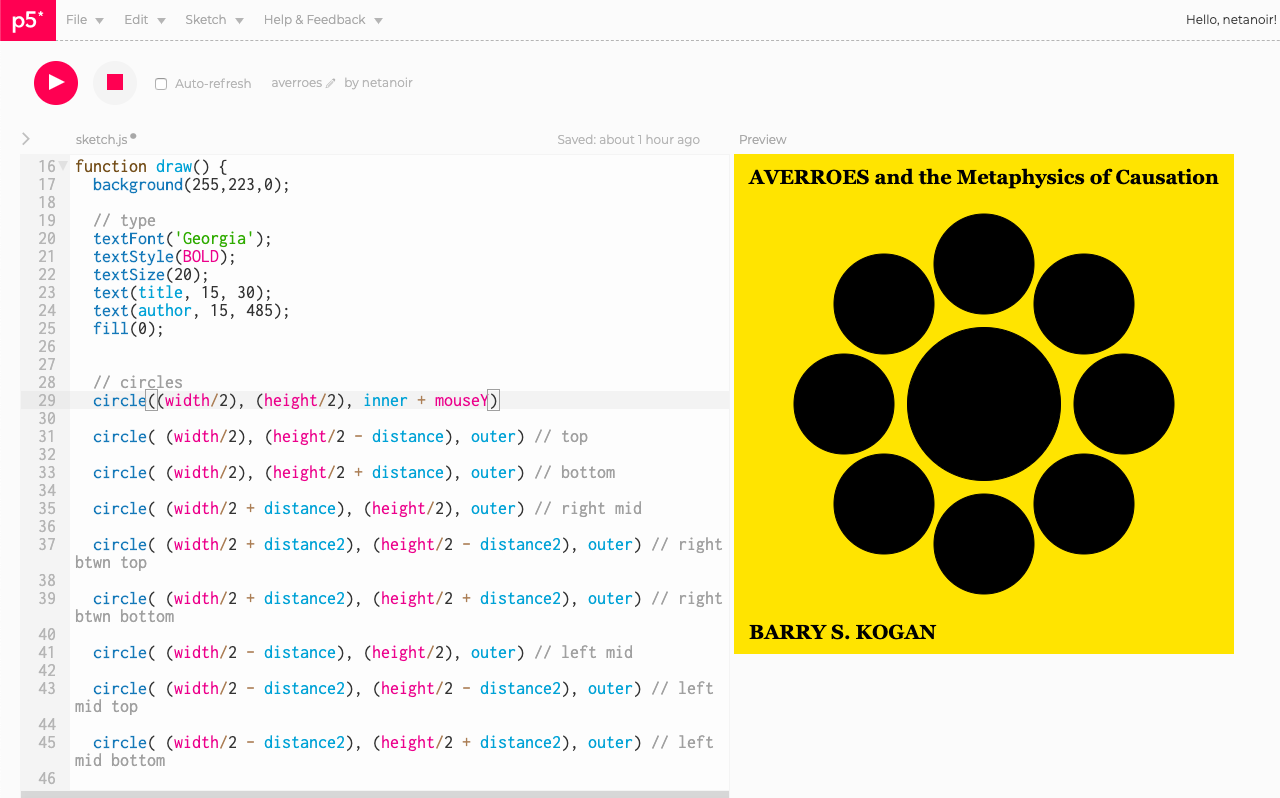 p5* File Edit Sketch Help & Feedback Hello, netanoir!
Auto-refresh averroes by netanoir
sketch.js Saved: about 1 hour ago Preview
16 function draw() {
17 background(255,223,0);
18
19 // type
20 textFont('Georgia');
21 textStyle(BOLD);
22 textSize(20);
23 text(title, 15, 30);
24 text(author, 15, 485);
25 fill(0);
26
27
28 // circles
29 circle((width/2), (height/2), inner + mouseY)
30
31 circle( (width/2), (height/2 - distance), outer) // top
32
33 circle( (width/2), (height/2 + distance), outer) // bottom
34
35 circle( (width/2 + distance), (height/2), outer) // right mid
36
37 circle( (width/2 + distance2), (height/2 - distance2), outer) // right
btwn top
38
39 circle( (width/2 + distance2), (height/2 + distance2), outer) // right
btwn bottom
40
41 circle( (width/2 - distance), (height/2), outer) // left mid
42
43 circle( (width/2 - distance2), (height/2 - distance2), outer) // left
mid top
44
45 circle( (width/2 - distance2), (height/2 + distance2), outer) // left
mid bottom
46
AVERROES and the Metaphysics of Causation
BARRY S. KOGAN